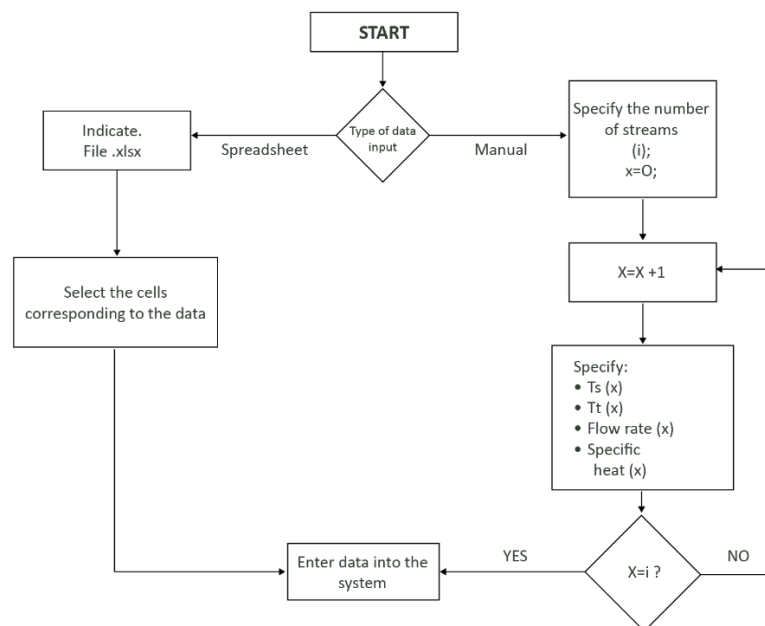 START
Type of data
input
Spreadsheet
Manual
Indicate.
File .xlsx
Specify the number
of streams
(i);
x=O;
Select the cells
corresponding to the data
X=X +1
Specify:
• Ts (x)
• Tt (x)
• Flow rate (x)
• Specific
heat (x)
Enter data into the
system
YES
X=i ?
NO